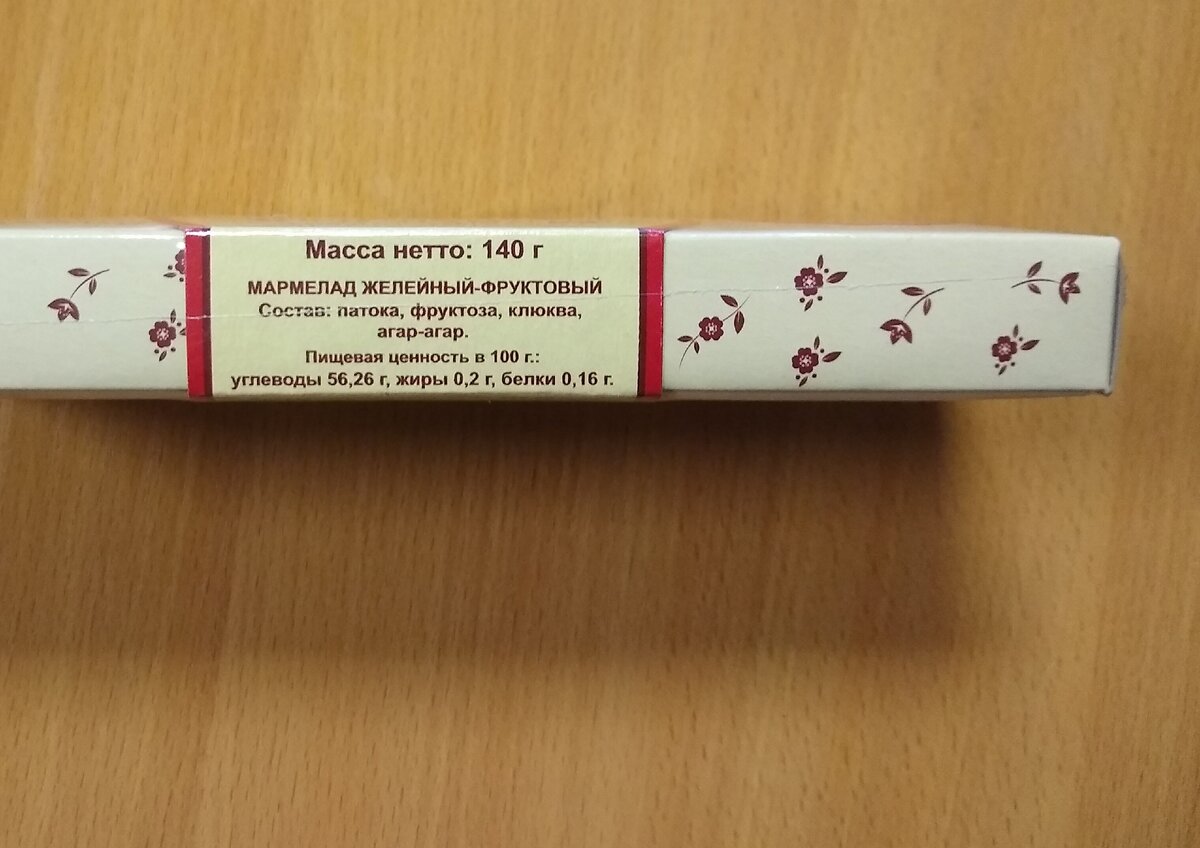 Масса нетто: 140 г
МАРМЕЛАД ЖЕЛЕЙНЫЙ-ФРУКТОВЫЙ
Состав: патока, фруктоза, клюква,
агар-агар.
Пищевая ценность в 100 г.:
углеводы 56,26 г, жиры 0,2 г, белки 0,16 г.